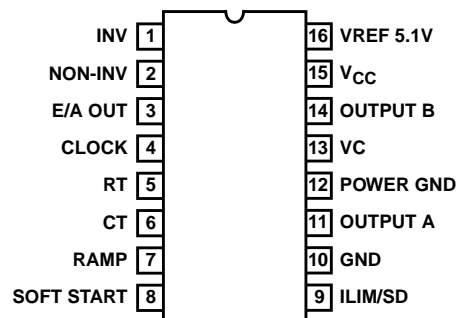 INV 1 16 VREF 5.1V
NON-INV 2 15 VCC
E/A OUT 3 14 OUTPUT B
CLOCK 4 13 VC
RT 5 12 POWER GND
CT 6 11 OUTPUT A
RAMP 7 10 GND
SOFT START 8 9 ILIM/SD